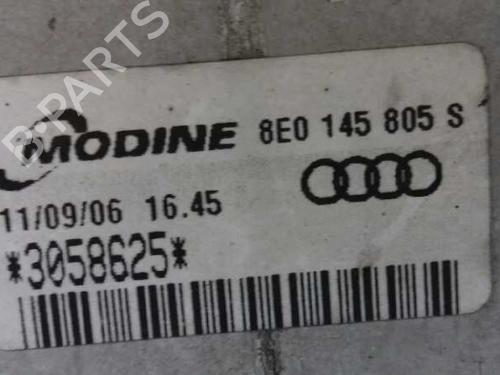 MODINE 8E0 145 805 S
11/09/06 16.45
*3058625*
B-PARTS